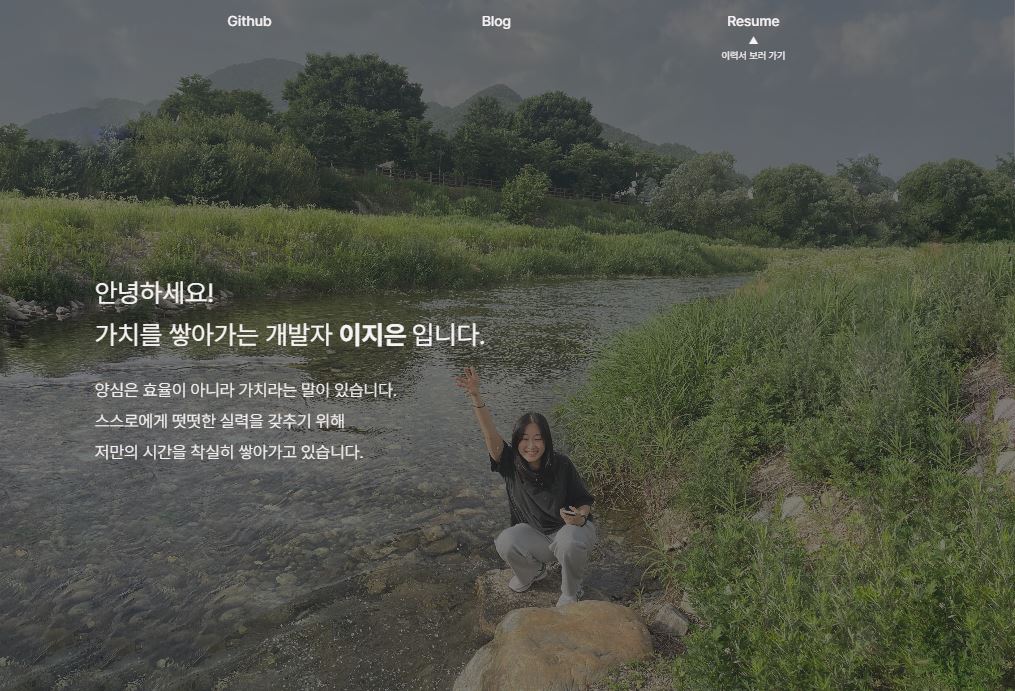 Github
Blog
Resume
▲
이력서 보러 가기
안녕하세요!
가치를 쌓아가는 개발자 이지은 입니다.
양심은 효율이 아니라 가치라는 말이 있습니다.
스스로에게 떳떳한 실력을 갖추기 위해
저만의 시간을 착실히 쌓아가고 있습니다.